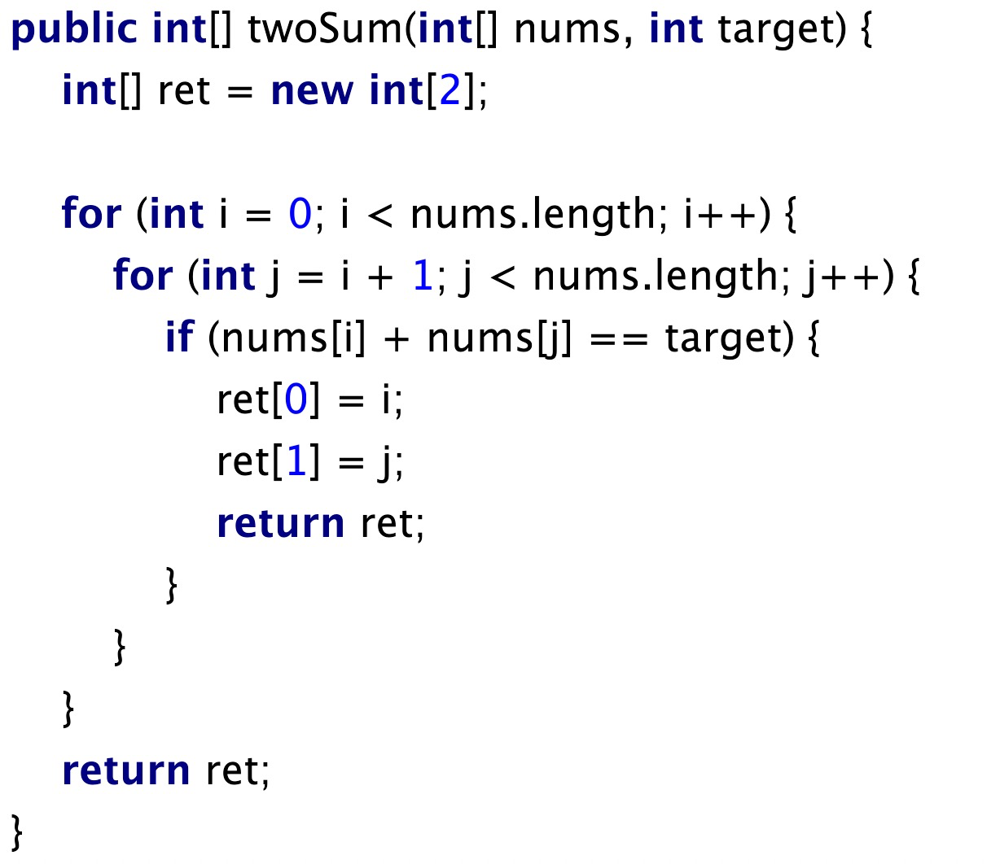 public int[] twoSum(int[] nums, int target) {
int[] ret = new int[2];
for (int i = 0; i < nums.length; i++) {
for (int j = i + 1; j < nums.length; j++) {
if (nums[i] + nums[j] == target) {
ret[0] = i;
ret[1] = j;
return ret;
}
}
}
return ret;
}